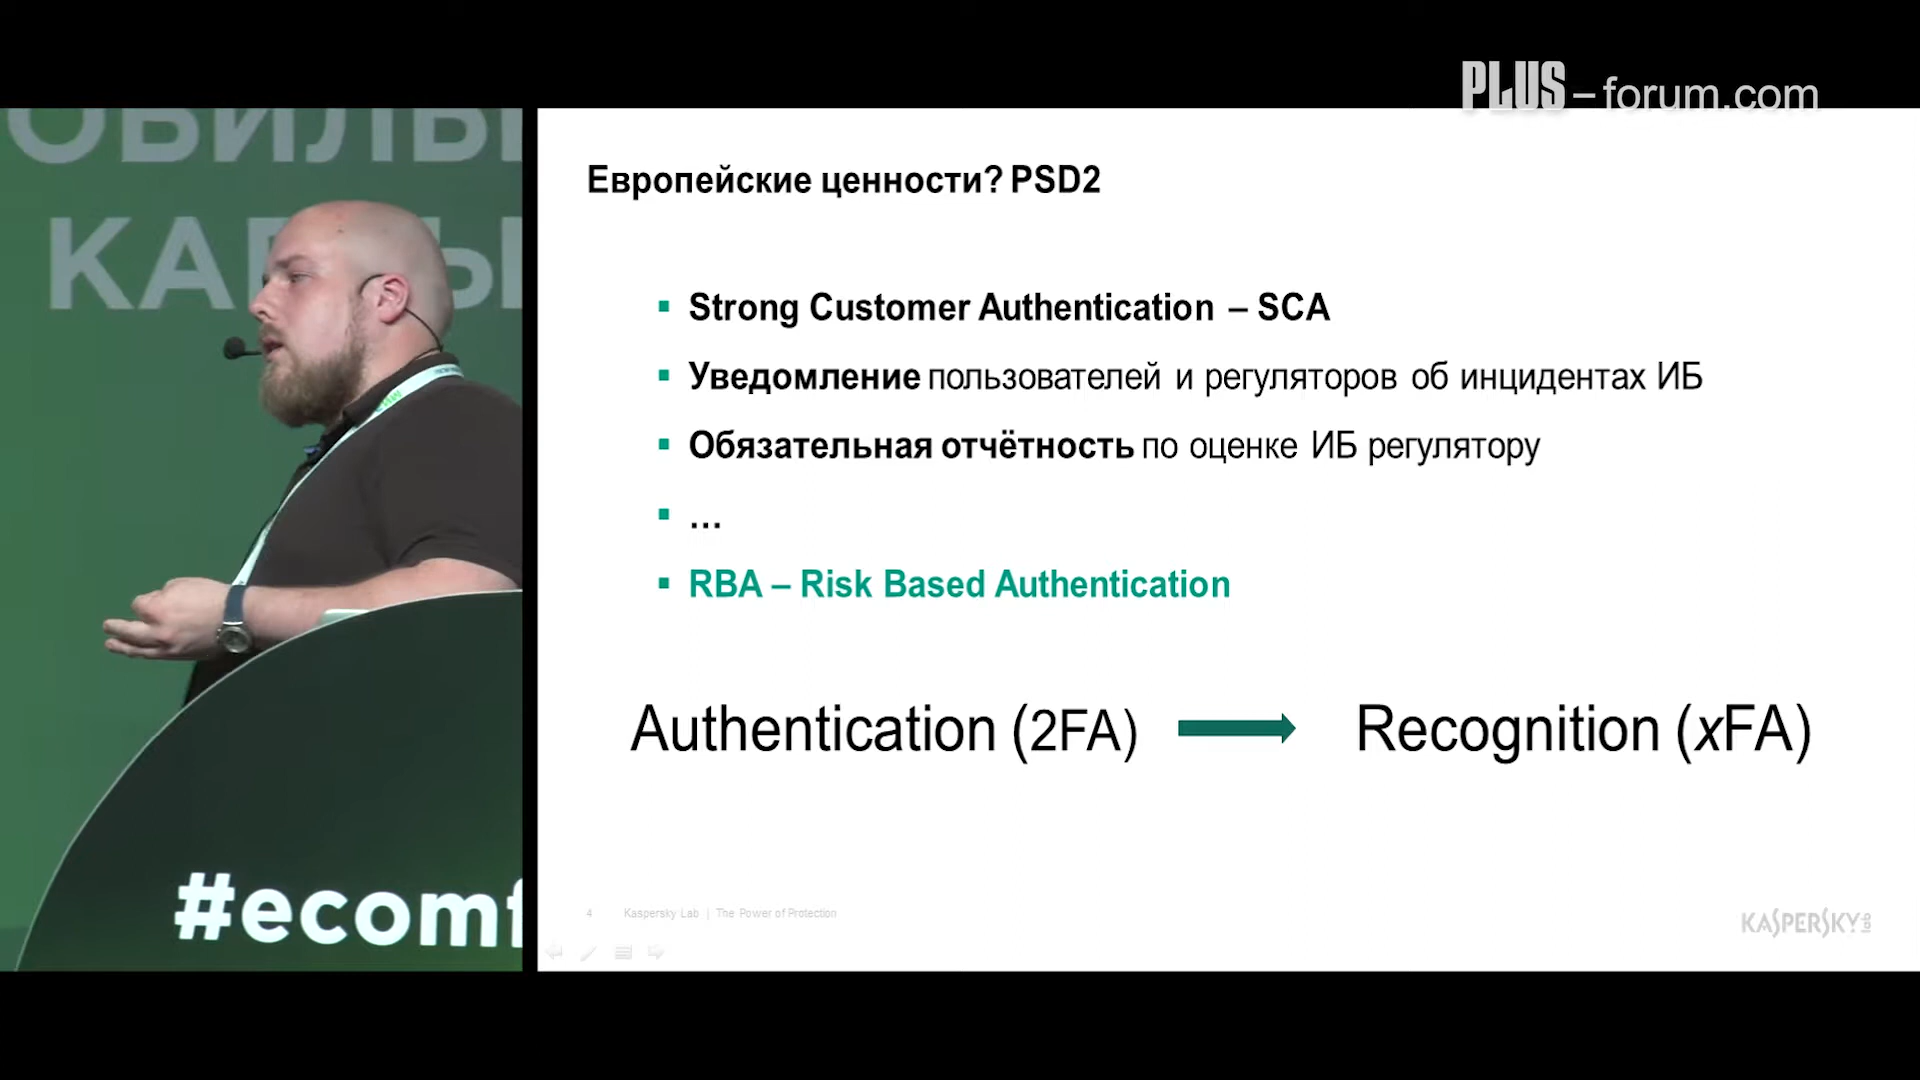 PLUS – forum.com
Европейские ценности? PSD2
Strong Customer Authentication – SCA
Уведомление пользователей и регуляторов об инцидентах ИБ
Обязательная отчётность по оценке ИБ регулятору
...
RBA – Risk Based Authentication
Authentication (2FA) Recognition (xFA)
4 Kaspersky Lab | The Power of Protection
KASPERSKY LAB
#ecomf